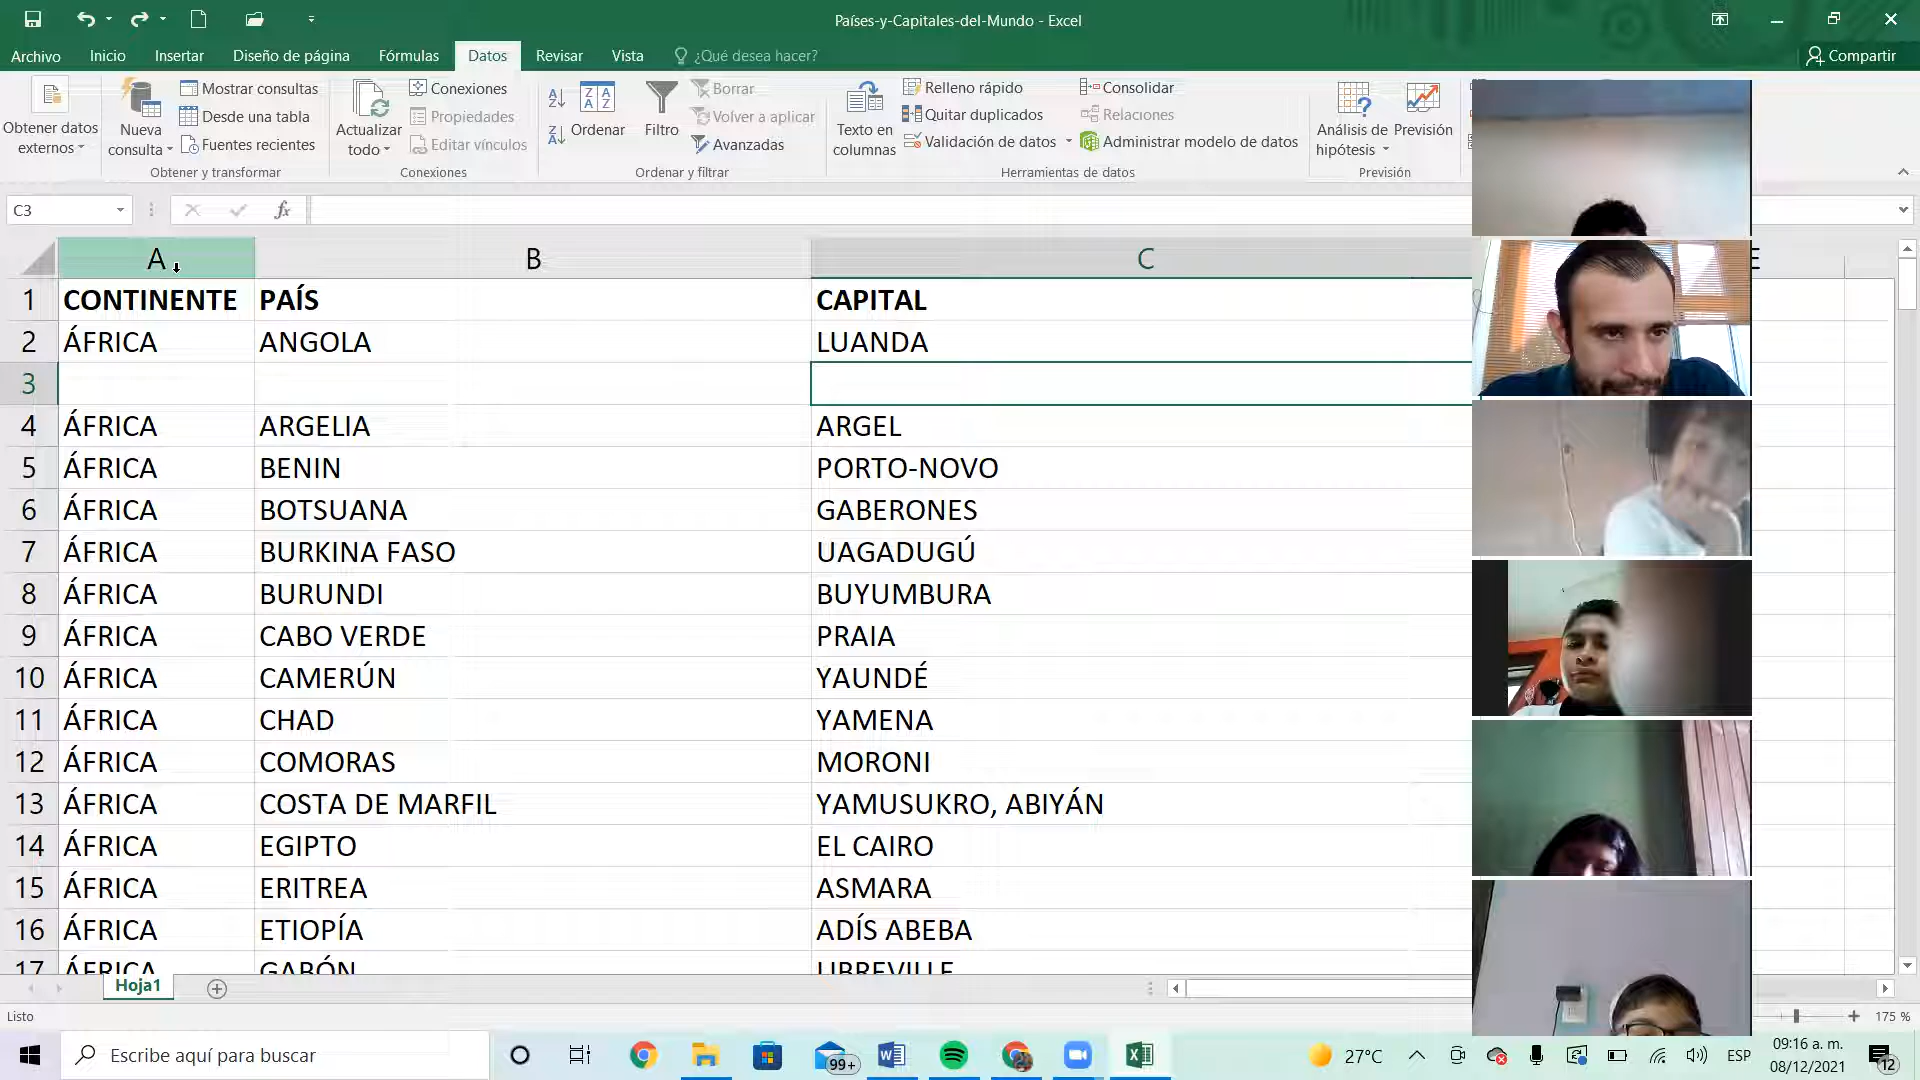 Países-y-Capitales-del-Mundo - Excel
Archivo Inicio Insertar Diseño de página Fórmulas Datos Revisar Vista ¿Qué desea hacer? Compartir
Obtener datos externos
Nueva consulta
Mostrar consultas
Desde una tabla
Fuentes recientes
Obtener y transformar
Actualizar todo
Conexiones
Propiedades
Editar vínculos
Conexiones
Ordenar
Filtro
Borrar
Volver a aplicar
Avanzadas
Ordenar y filtrar
Texto en columnas
Relleno rápido
Quitar duplicados
Validación de datos
Consolidar
Relaciones
Administrar modelo de datos
Herramientas de datos
Análisis de hipótesis
Previsión
Previsión
C3 fx
A B C E
1 CONTINENTE PAÍS CAPITAL
2 ÁFRICA ANGOLA LUANDA
3
4 ÁFRICA ARGELIA ARGEL
5 ÁFRICA BENIN PORTO-NOVO
6 ÁFRICA BOTSUANA GABERONES
7 ÁFRICA BURKINA FASO UAGADUGÚ
8 ÁFRICA BURUNDI BUYUMBURA
9 ÁFRICA CABO VERDE PRAIA
10 ÁFRICA CAMERÚN YAUNDÉ
11 ÁFRICA CHAD YAMENA
12 ÁFRICA COMORAS MORONI
13 ÁFRICA COSTA DE MARFIL YAMUSUKRO, ABIYÁN
14 ÁFRICA EGIPTO EL CAIRO
15 ÁFRICA ERITREA ASMARA
16 ÁFRICA ETIOPÍA ADÍS ABEBA
17 ÁFRICA GABÓN LIBREVILLE
Hoja1
Listo 175 %
Escribe aquí para buscar 99+ 27°C ESP 09:16 a. m.
08/12/2021 12